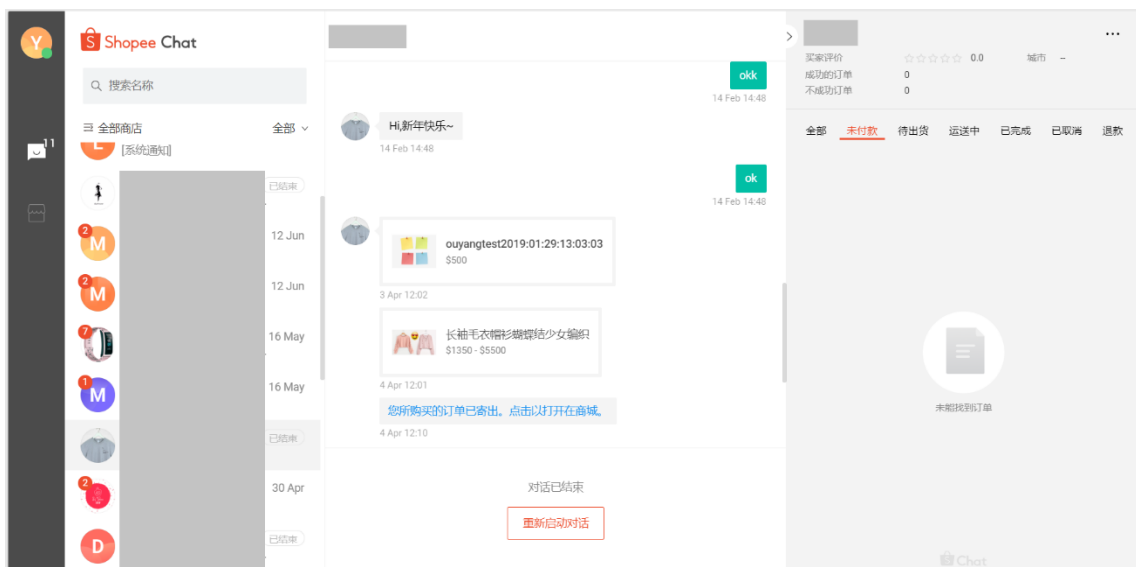 Y
11
Shopee Chat
搜索名称
全部商店
全部
L
[系统通知]
已结束
2
M
12 Jun
2
M
12 Jun
7
16 May
1
M
16 May
已结束
2
30 Apr
D
已结束
okk
14 Feb 14:48
Hi,新年快乐~
14 Feb 14:48
ok
14 Feb 14:48
ouyangtest2019:01:29:13:03:03
$500
3 Apr 12:02
长袖毛衣帽衫蝴蝶结少女编织
$1350 - $5500
4 Apr 12:01
您所购买的订单已寄出。点击以打开在商城。
4 Apr 12:10
对话已结束
重新启动对话
买家评价 0.0 城市 –
成功的订单 0
不成功订单 0
全部 未付款 待出货 运送中 已完成 已取消 退款
未能找到订单
Chat